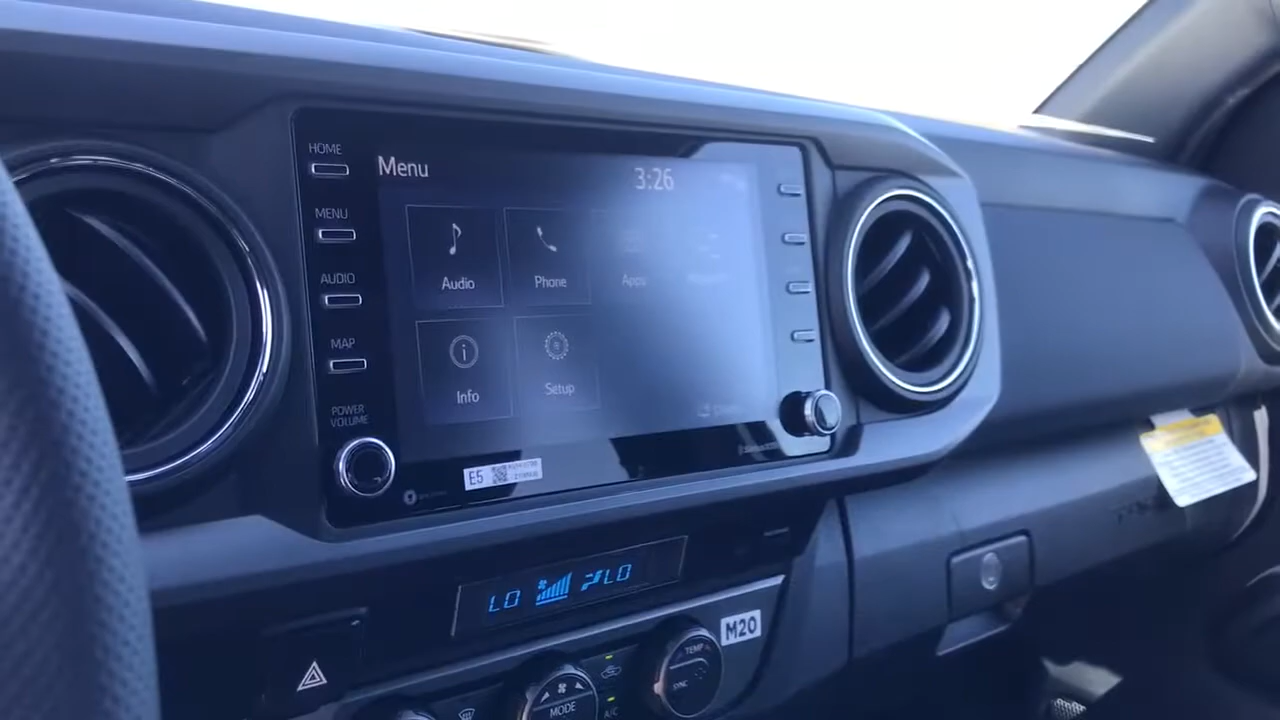 HOME
Menu
3:26
MENU
AUDIO
MAP
POWER
VOLUME
Audio
Phone
Apps
Info
Setup
E5
LO
LO
M20
TEMP
SYNC
MODE
A/C